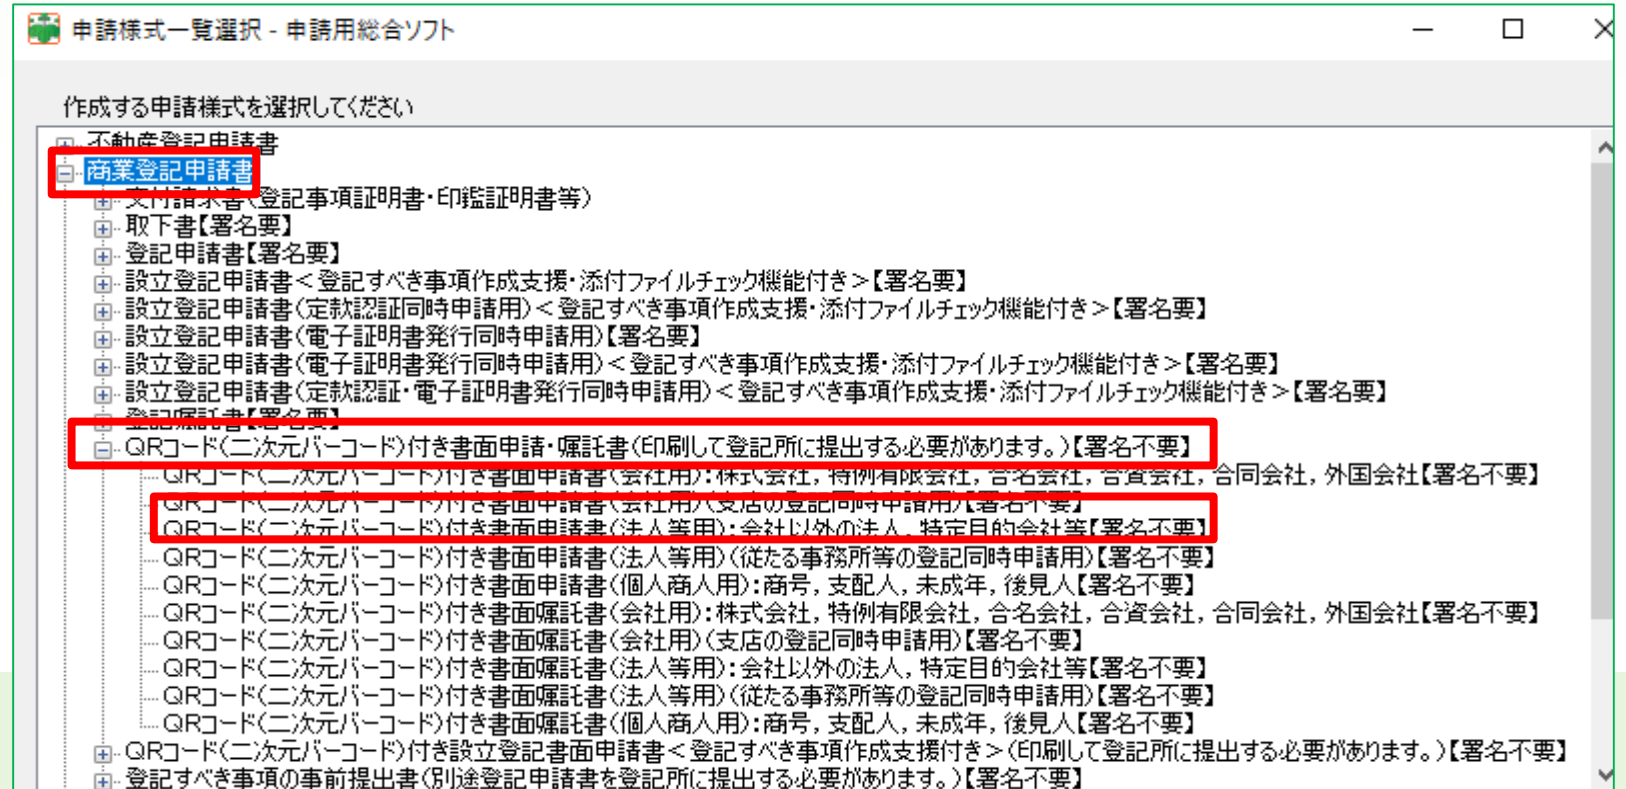 申請様式一覧選択 - 申請用総合ソフト
作成する申請様式を選択してください
不動産登記申請書
商業登記申請書
交付請求書(登記事項証明書・印鑑証明書等)
取下書【署名要】
登記申請書【署名要】
設立登記申請書＜登記すべき事項作成支援・添付ファイルチェック機能付き＞【署名要】
設立登記申請書(定款認証同時申請用)＜登記すべき事項作成支援・添付ファイルチェック機能付き＞【署名要】
設立登記申請書(電子証明書発行同時申請用)【署名要】
設立登記申請書(電子証明書発行同時申請用)＜登記すべき事項作成支援・添付ファイルチェック機能付き＞【署名要】
設立登記申請書(定款認証・電子証明書発行同時申請用)＜登記すべき事項作成支援・添付ファイルチェック機能付き＞【署名要】
登記嘱託書【署名要】
QRコード(二次元バーコード)付き書面申請・嘱託書(印刷して登記所に提出する必要があります。)【署名不要】
QRコード(二次元バーコード)付き書面申請書(会社用)：株式会社，特例有限会社，合名会社，合資会社，合同会社，外国会社【署名不要】
QRコード(二次元バーコード)付き書面申請書(会社用)(支店の登記同時申請用)【署名不要】
QRコード(二次元バーコード)付き書面申請書(法人等用)：会社以外の法人，特定目的会社等【署名不要】
QRコード(二次元バーコード)付き書面申請書(法人等用)(従たる事務所等の登記同時申請用)【署名不要】
QRコード(二次元バーコード)付き書面申請書(個人商人用)：商号，支配人，未成年，後見人【署名不要】
QRコード(二次元バーコード)付き書面嘱託書(会社用)：株式会社，特例有限会社，合名会社，合資会社，合同会社，外国会社【署名不要】
QRコード(二次元バーコード)付き書面嘱託書(会社用)(支店の登記同時申請用)【署名不要】
QRコード(二次元バーコード)付き書面嘱託書(法人等用)：会社以外の法人，特定目的会社等【署名不要】
QRコード(二次元バーコード)付き書面嘱託書(法人等用)(従たる事務所等の登記同時申請用)【署名不要】
QRコード(二次元バーコード)付き書面嘱託書(個人商人用)：商号，支配人，未成年，後見人【署名不要】
QRコード(二次元バーコード)付き設立登記書面申請書＜登記すべき事項作成支援付き＞(印刷して登記所に提出する必要があります。)【署名不要】
登記すべき事項の事前提出書(別途登記申請書を登記所に提出する必要があります。)【署名不要】